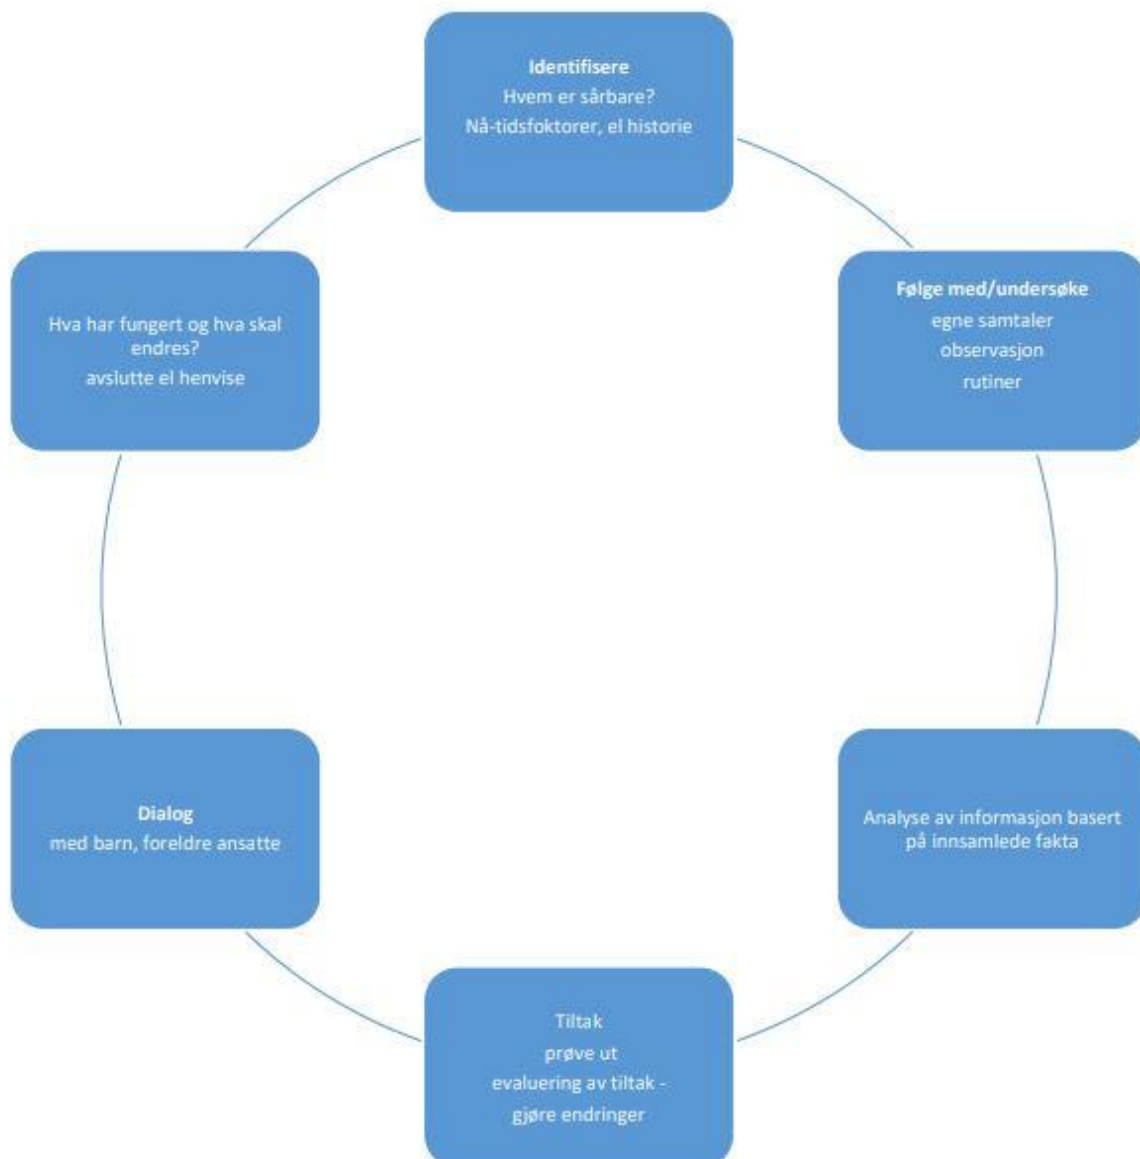 Identifisere
Hvem er sårbare?
Nå-tidsfoktorer, el historie
Følge med/undersøke
egne samtaler
observasjon
rutiner
Analyse av informasjon basert
på innsamlede fakta
Tiltak
prøve ut
evaluering av tiltak -
gjøre endringer
Dialog
med barn, foreldre ansatte
Hva har fungert og hva skal
endres?
avslutte el henvise